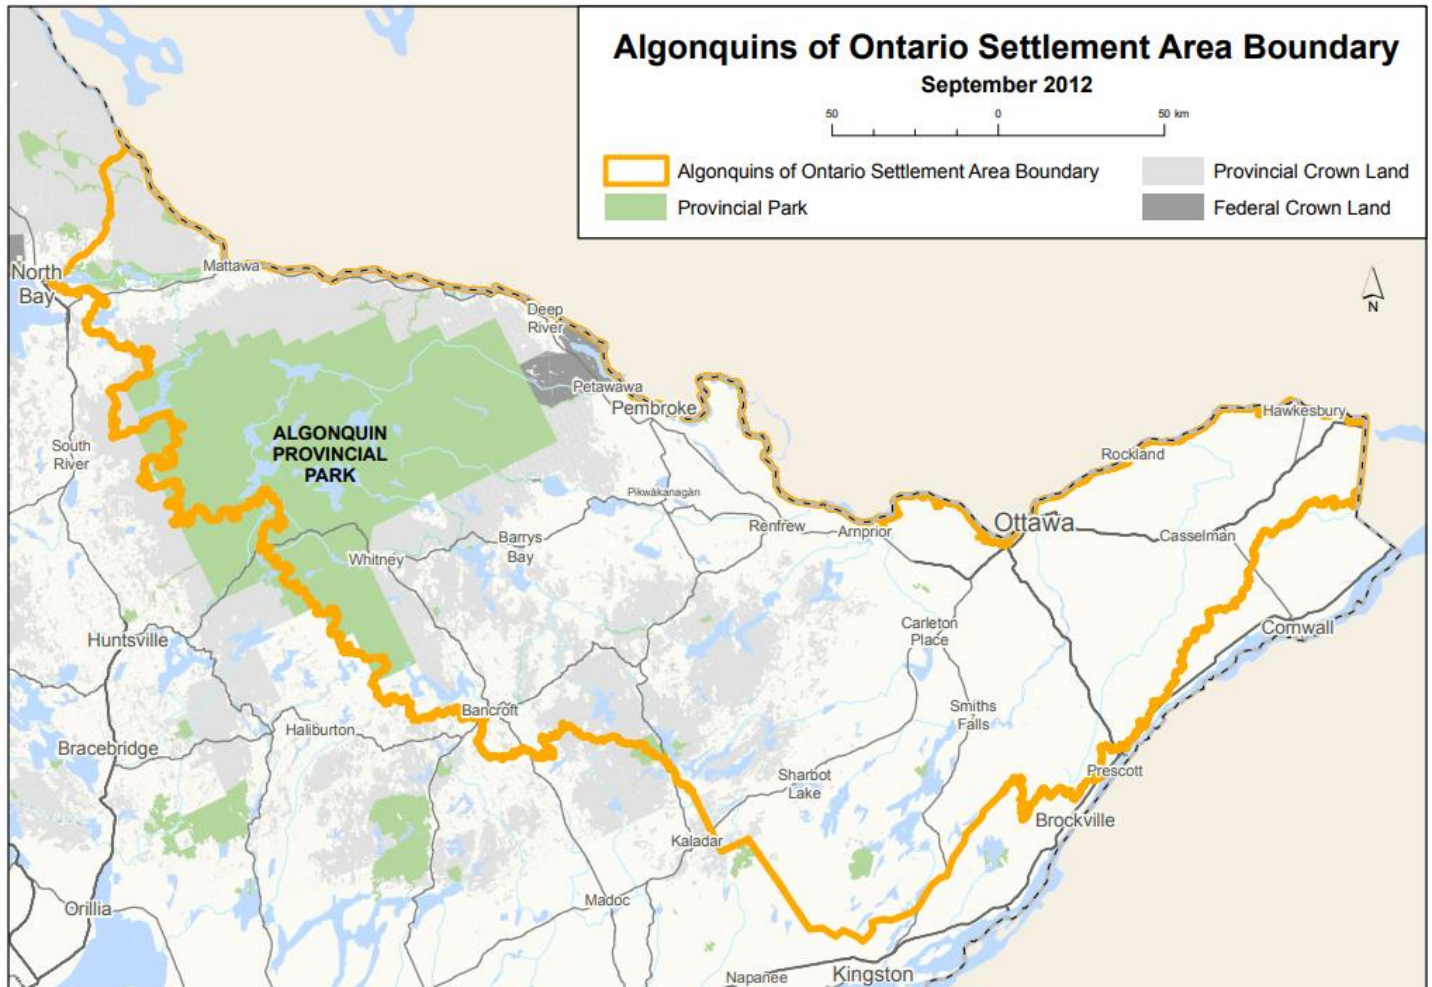 Algonquins of Ontario Settlement Area Boundary
September 2012
50 0 50 km
Algonquins of Ontario Settlement Area Boundary
Provincial Crown Land
Provincial Park
Federal Crown Land
N
North
Bay
Mattawa
Deep
River
Petawawa
Pembroke
ALGONQUIN
PROVINCIAL
PARK
South
River
Hawkesbury
Rockland
Pikwàkanagàn
Renfrew
Arnprior
Ottawa
Casselman
Barrys
Bay
Whitney
Huntsville
Carleton
Place
Cornwall
Bancroft
Smiths
Falls
Haliburton
Bracebridge
Sharbot
Lake
Prescott
Brockville
Kaladar
Madoc
Orillia
Napanee
Kingston